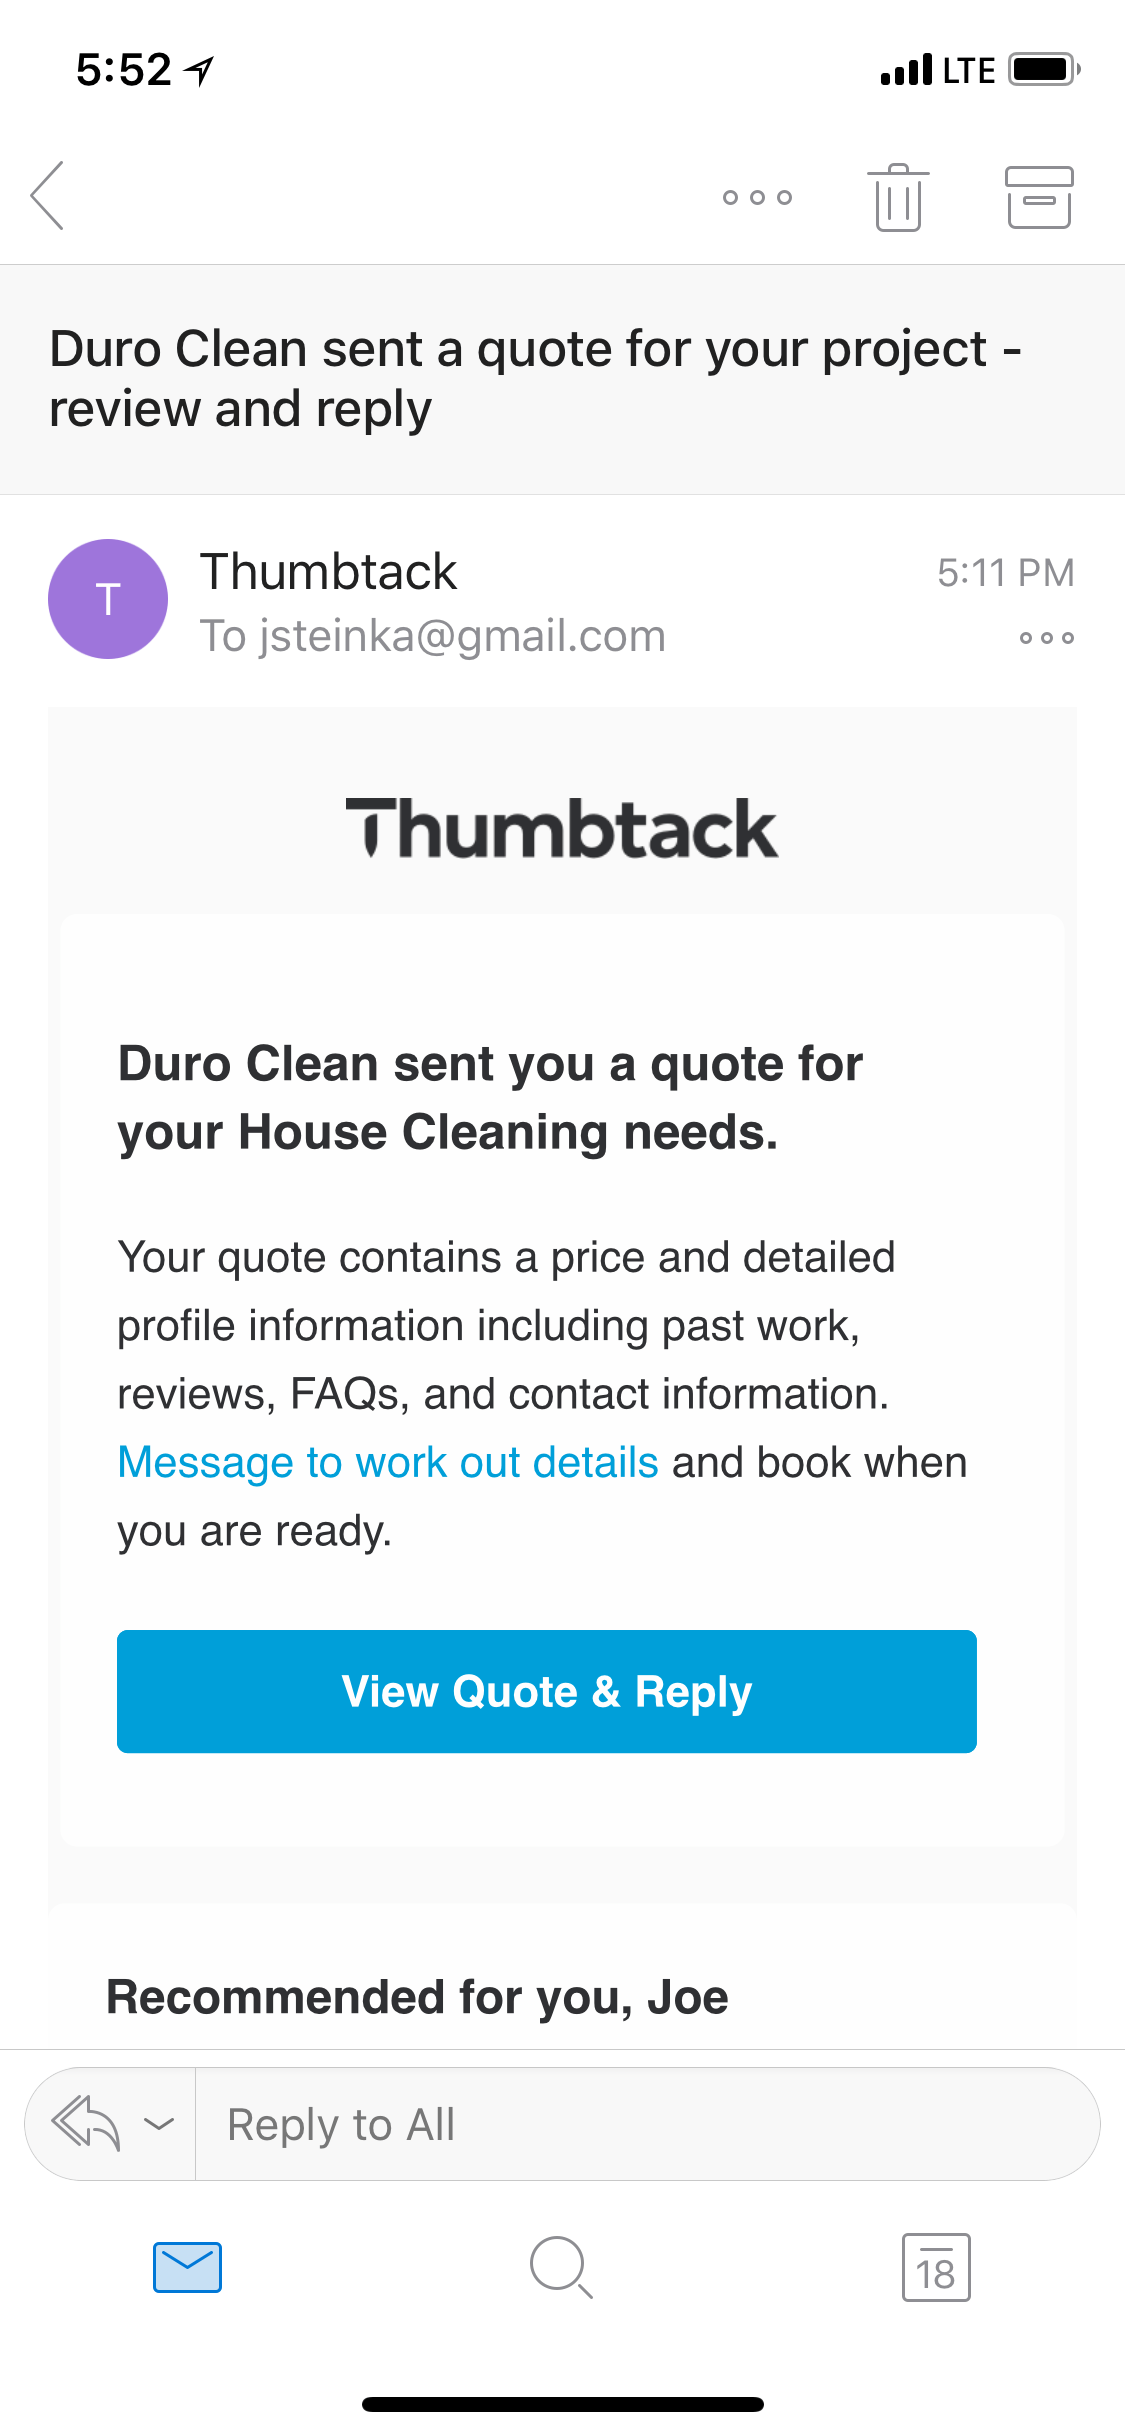 5:52
LTE
Duro Clean sent a quote for your project -
review and reply
T
Thumbtack
5:11 PM
To jsteinka@gmail.com
Thumbtack
Duro Clean sent you a quote for
your House Cleaning needs.
Your quote contains a price and detailed
profile information including past work,
reviews, FAQs, and contact information.
Message to work out details and book when
you are ready.
View Quote & Reply
Recommended for you, Joe
Reply to All
18